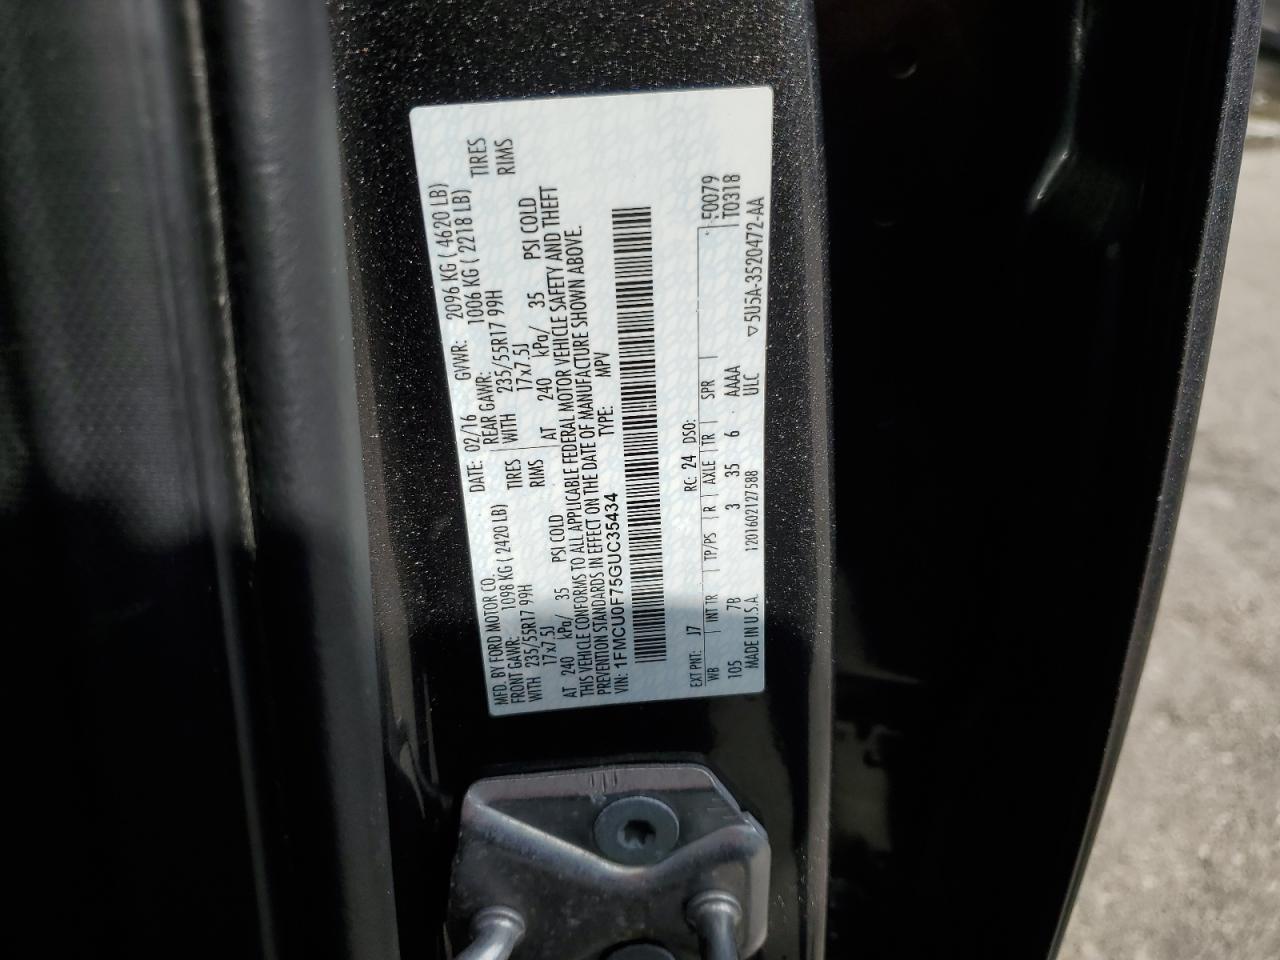 MFD. BY FORD MOTOR CO. DATE: 02/16 GVWR: 2096 KG ( 4620 LB)
FRONT GAWR: 1098 KG ( 2420 LB) REAR GAWR: 1006 KG ( 2218 LB)
WITH 235/55R17 99H TIRES WITH 235/55R17 99H TIRES
17x7.5J RIMS 17x7.5J RIMS
AT 240 kPa/ 35 PSI COLD AT 240 kPa/ 35 PSI COLD
THIS VEHICLE CONFORMS TO ALL APPLICABLE FEDERAL MOTOR VEHICLE SAFETY AND THEFT
PREVENTION STANDARDS IN EFFECT ON THE DATE OF MANUFACTURE SHOWN ABOVE.
VIN: 1FMCU0F75GUC35434 TYPE: MPV
EXT PNT: J7 RC: 24 DSO: F0079
WB INT TR TP/PS R AXLE TR SPR T0318
105 7B 3 35 6 AAAA
MADE IN U.S.A. 1201602127588 ULC ▽5U5A-3520472-AA